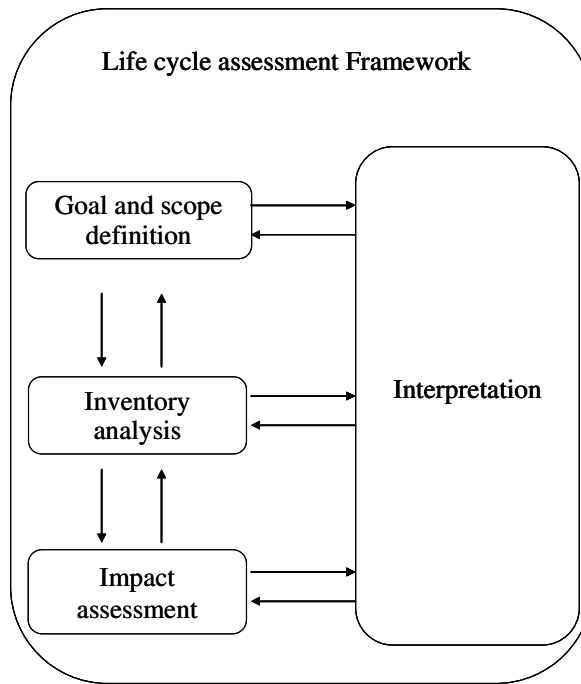 Life cycle assessment Framework
Goal and scope
definition
Inventory
analysis
Interpretation
Impact
assessment